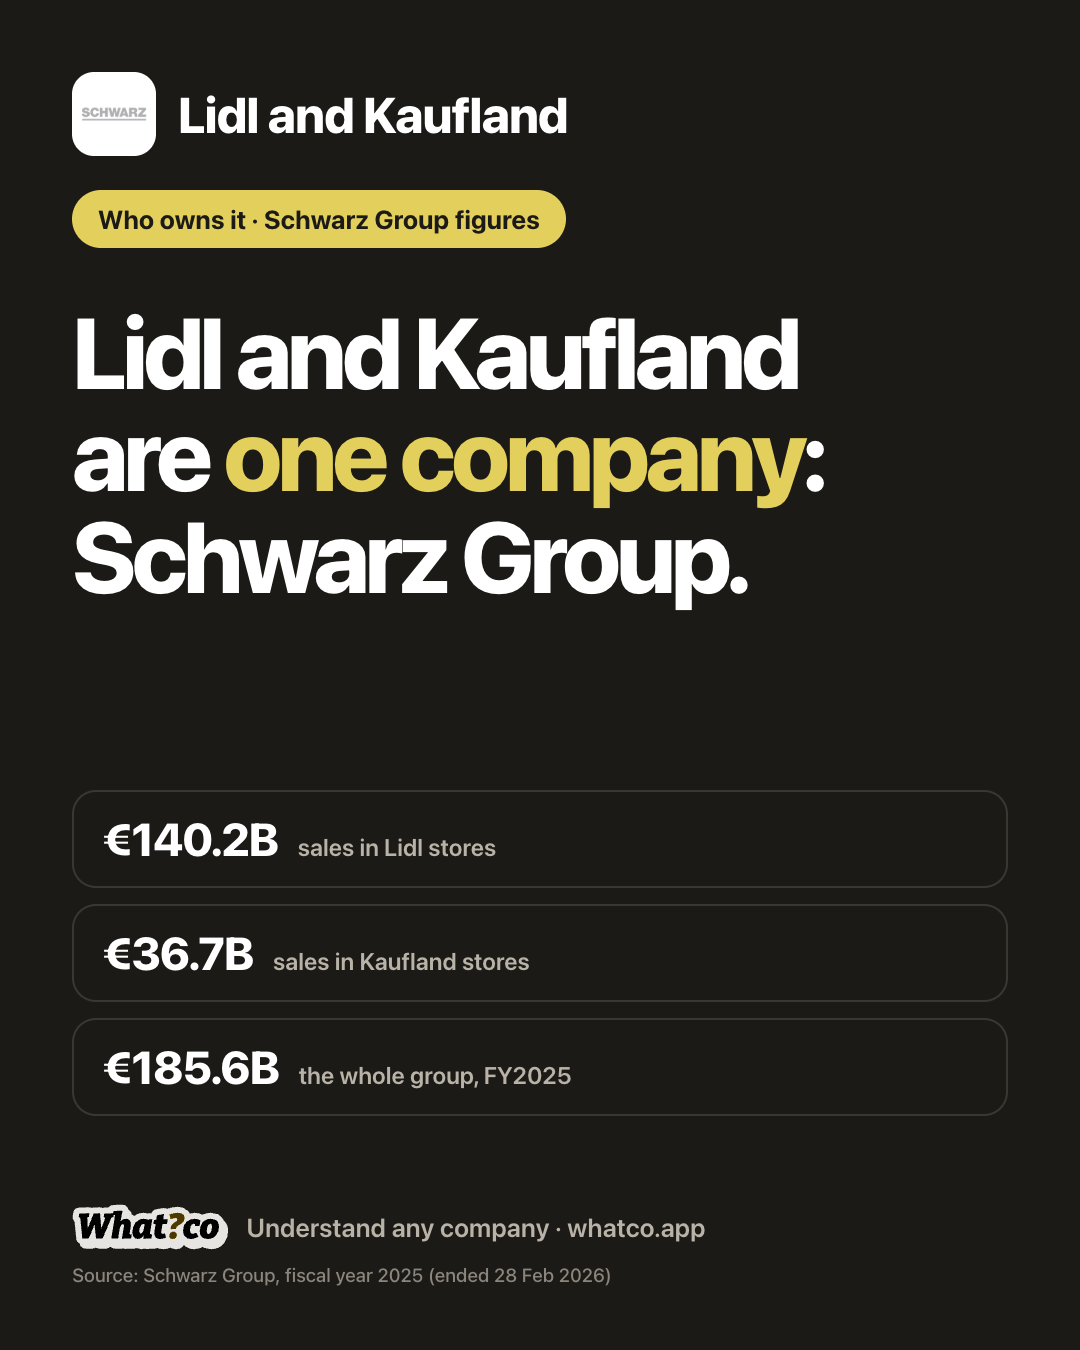 SCHWARZ
Lidl and Kaufland
Who owns it · Schwarz Group figures
Lidl and Kaufland
are one company:
Schwarz Group.
€140.2B sales in Lidl stores
€36.7B sales in Kaufland stores
€185.6B the whole group, FY2025
What?co Understand any company · whatco.app
Source: Schwarz Group, fiscal year 2025 (ended 28 Feb 2026)